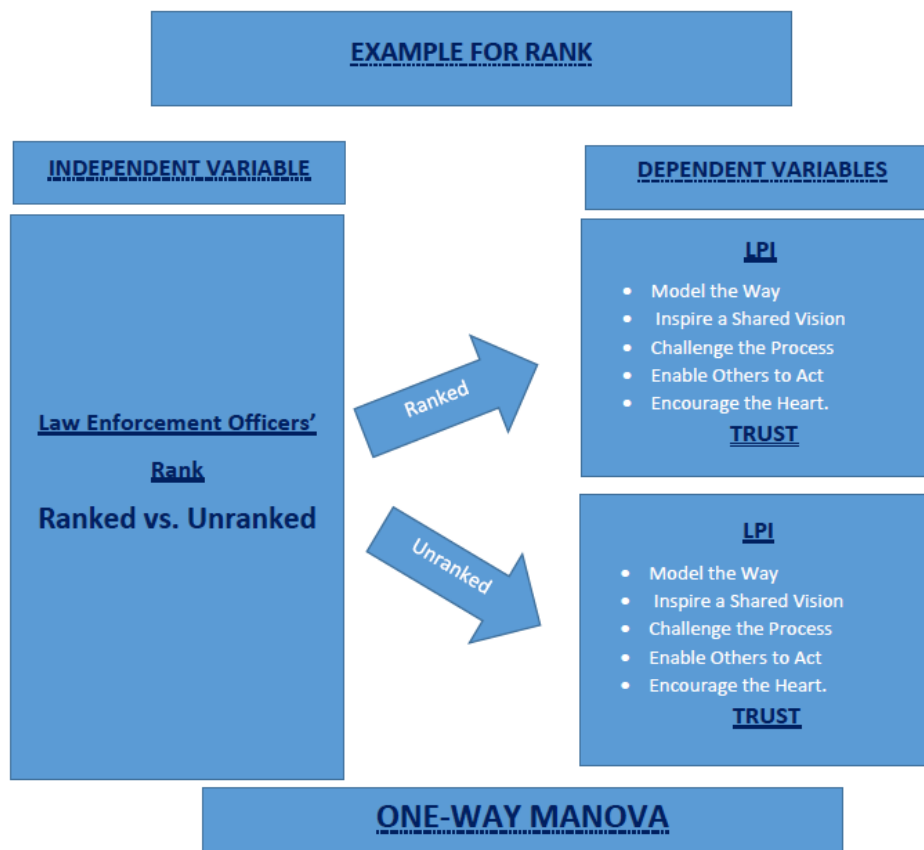 EXAMPLE FOR RANK
INDEPENDENT VARIABLE
DEPENDENT VARIABLES
Law Enforcement Officers’
Rank
Ranked vs. Unranked
Ranked
Unranked
LPI
• Model the Way
• Inspire a Shared Vision
• Challenge the Process
• Enable Others to Act
• Encourage the Heart.
TRUST
LPI
• Model the Way
• Inspire a Shared Vision
• Challenge the Process
• Enable Others to Act
• Encourage the Heart.
TRUST
ONE-WAY MANOVA